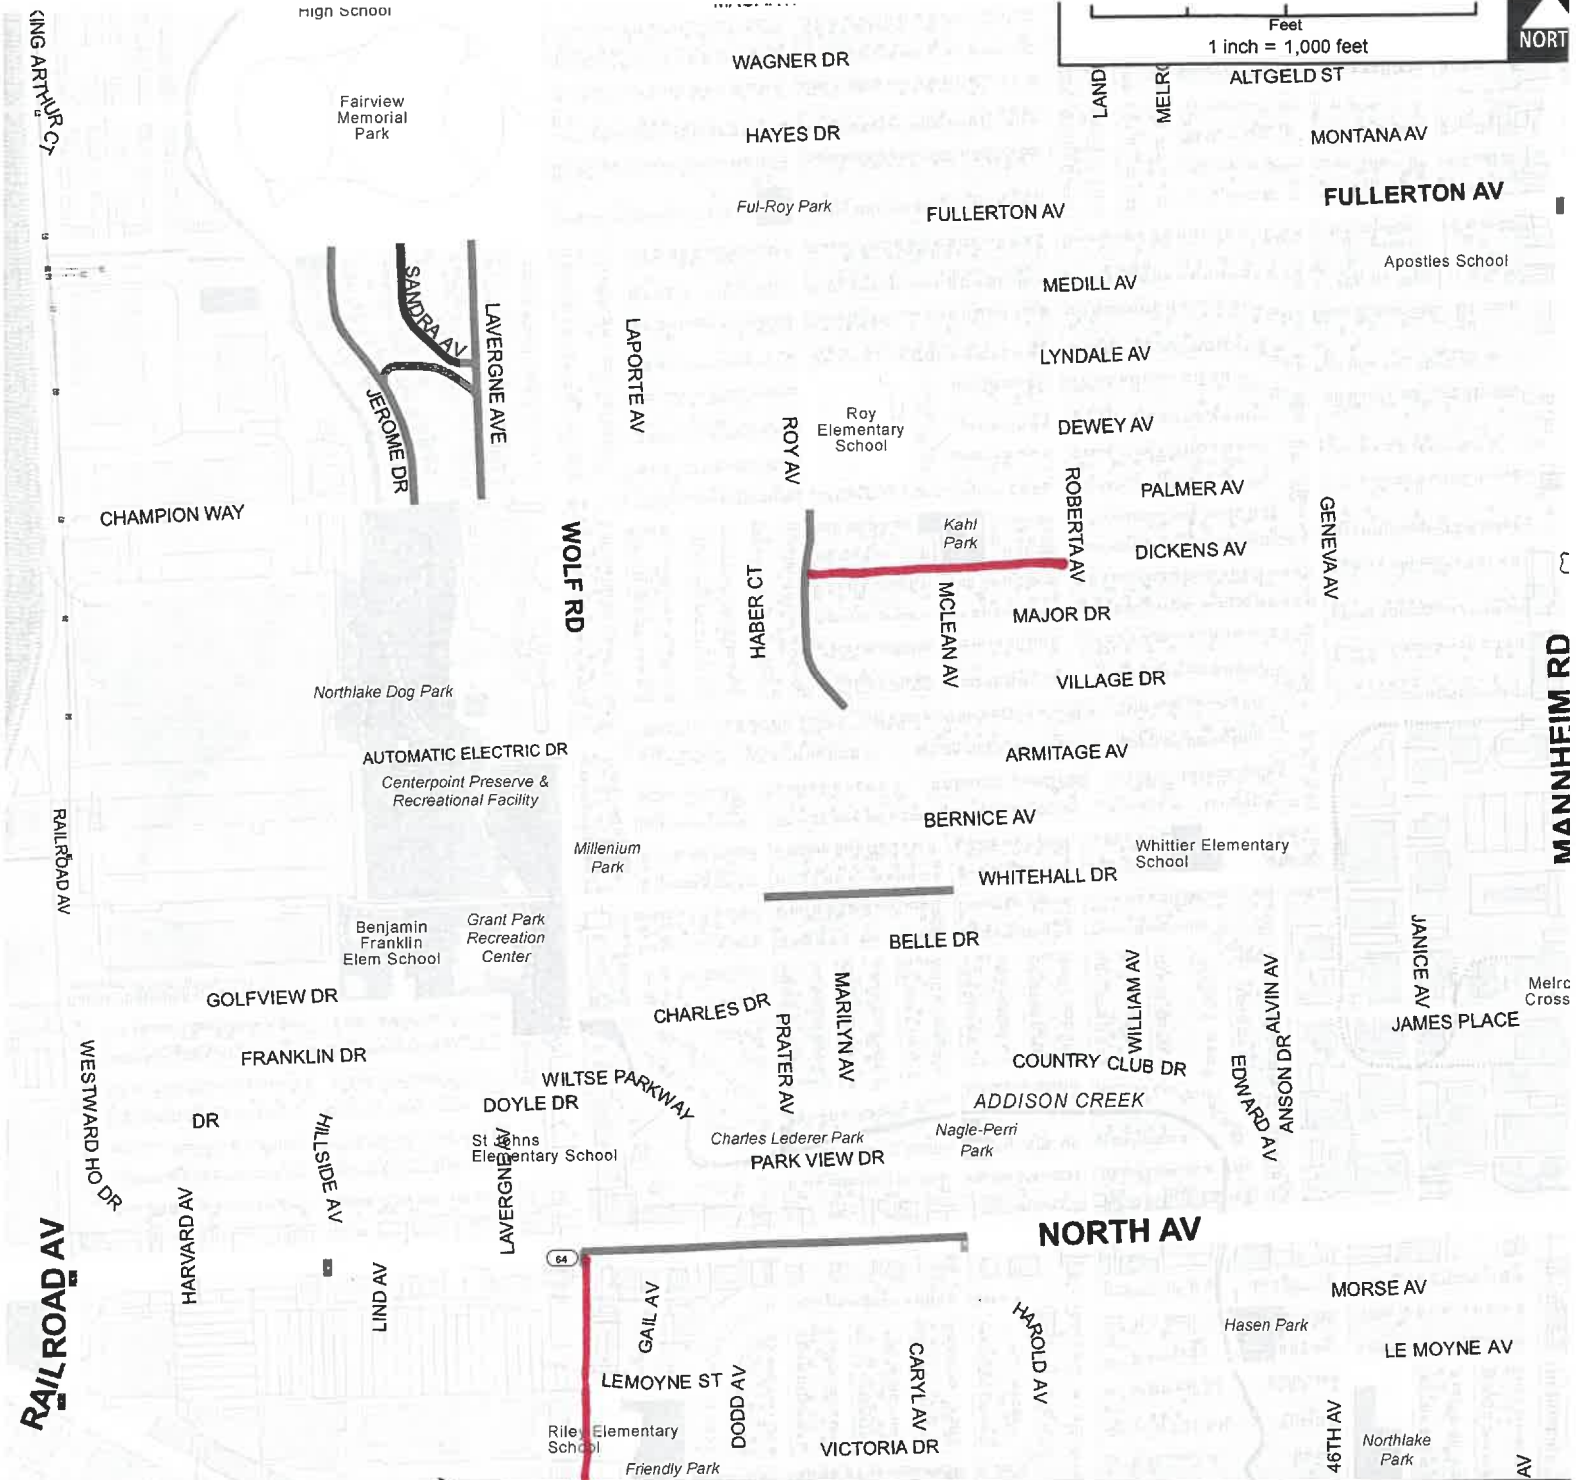 High School
Feet
1 inch = 1,000 feet
NORT
KING ARTHUR CT
WAGNER DR
LAND
MELRO
ALTGELD ST
Fairview
Memorial
Park
HAYES DR
MONTANA AV
Ful-Roy Park
FULLERTON AV
FULLERTON AV
Apostles School
SANDRA AV
MEDILL AV
LAVERGNE AVE
LAPORTE AV
LYNDALE AV
JEROME DR
ROY AV
Roy
Elementary
School
DEWEY AV
ROBERTA AV
PALMER AV
GENEVA AV
CHAMPION WAY
WOLF RD
Kahl
Park
DICKENS AV
HABER CT
MCLEAN AV
MAJOR DR
MANNHEIM RD
Northlake Dog Park
VILLAGE DR
AUTOMATIC ELECTRIC DR
ARMITAGE AV
Centerpoint Preserve &
Recreational Facility
RAILROAD AV
BERNICE AV
Millenium
Park
Whittier Elementary
School
WHITEHALL DR
Benjamin
Franklin
Elem School
Grant Park
Recreation
Center
BELLE DR
JANICE AV
WILLIAM AV
ALVIN AV
MARILYN AV
GOLFVIEW DR
CHARLES DR
Melro
Cross
PRATER AV
JAMES PLACE
WESTWARD HO DR
FRANKLIN DR
ANSON DR
EDWARD AV
COUNTRY CLUB DR
WILTSE PARKWAY
DOYLE DR
ADDISON CREEK
DR
HILLSIDE AV
LAVERGNE AV
St Johns
Elementary School
Charles Lederer Park
Nagle-Perri
Park
PARK VIEW DR
HARVARD AV
RAILROAD AV
NORTH AV
64
LIND AV
GAIL AV
MORSE AV
HAROLD AV
Hasen Park
CARYL AV
LE MOYNE AV
LEMOYNE ST
DODD AV
46TH AV
Riley Elementary
School
VICTORIA DR
Northlake
Park
Friendly Park
AV